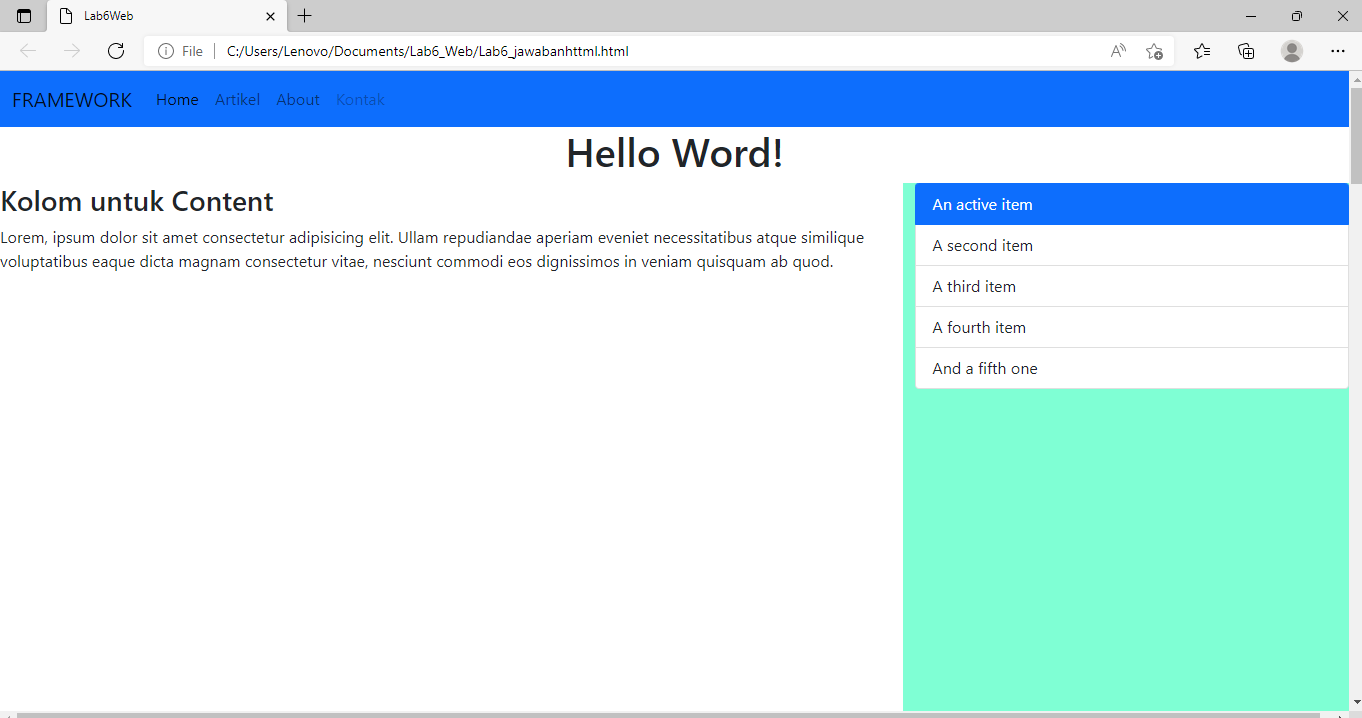 Lab6Web
File C:/Users/Lenovo/Documents/Lab6_Web/Lab6_jawabanhttml.html
FRAMEWORK Home Artikel About Kontak
Hello Word!
Kolom untuk Content
Lorem, ipsum dolor sit amet consectetur adipisicing elit. Ullam repudiandae aperiam eveniet necessitatibus atque similique
voluptatibus eaque dicta magnam consectetur vitae, nesciunt commodi eos dignissimos in veniam quisquam ab quod.
An active item
A second item
A third item
A fourth item
And a fifth one